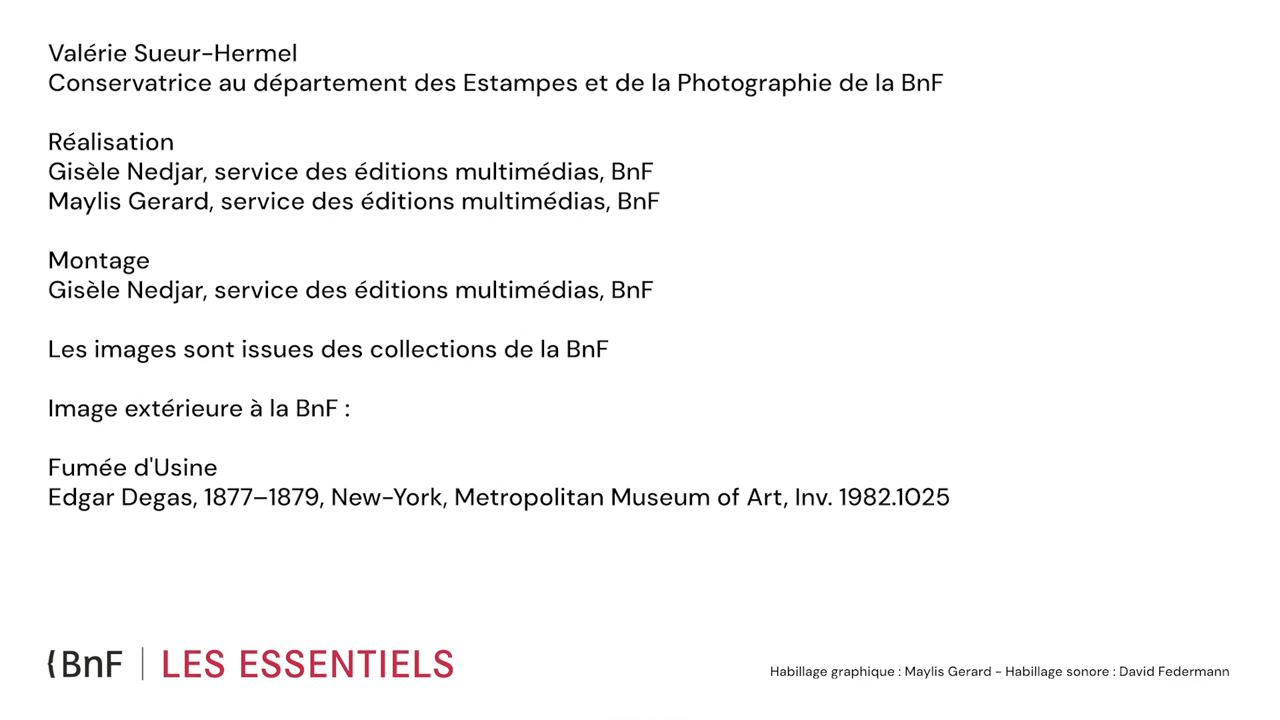 Valérie Sueur-Hermel
Conservatrice au département des Estampes et de la Photographie de la BnF
Réalisation
Gisèle Nedjar, service des éditions multimédias, BnF
Maylis Gerard, service des éditions multimédias, BnF
Montage
Gisèle Nedjar, service des éditions multimédias, BnF
Les images sont issues des collections de la BnF
Image extérieure à la BnF :
Fumée d'Usine
Edgar Degas, 1877–1879, New-York, Metropolitan Museum of Art, Inv. 1982.1025
{BnF | LES ESSENTIELS
Habillage graphique : Maylis Gerard - Habillage sonore : David Federmann